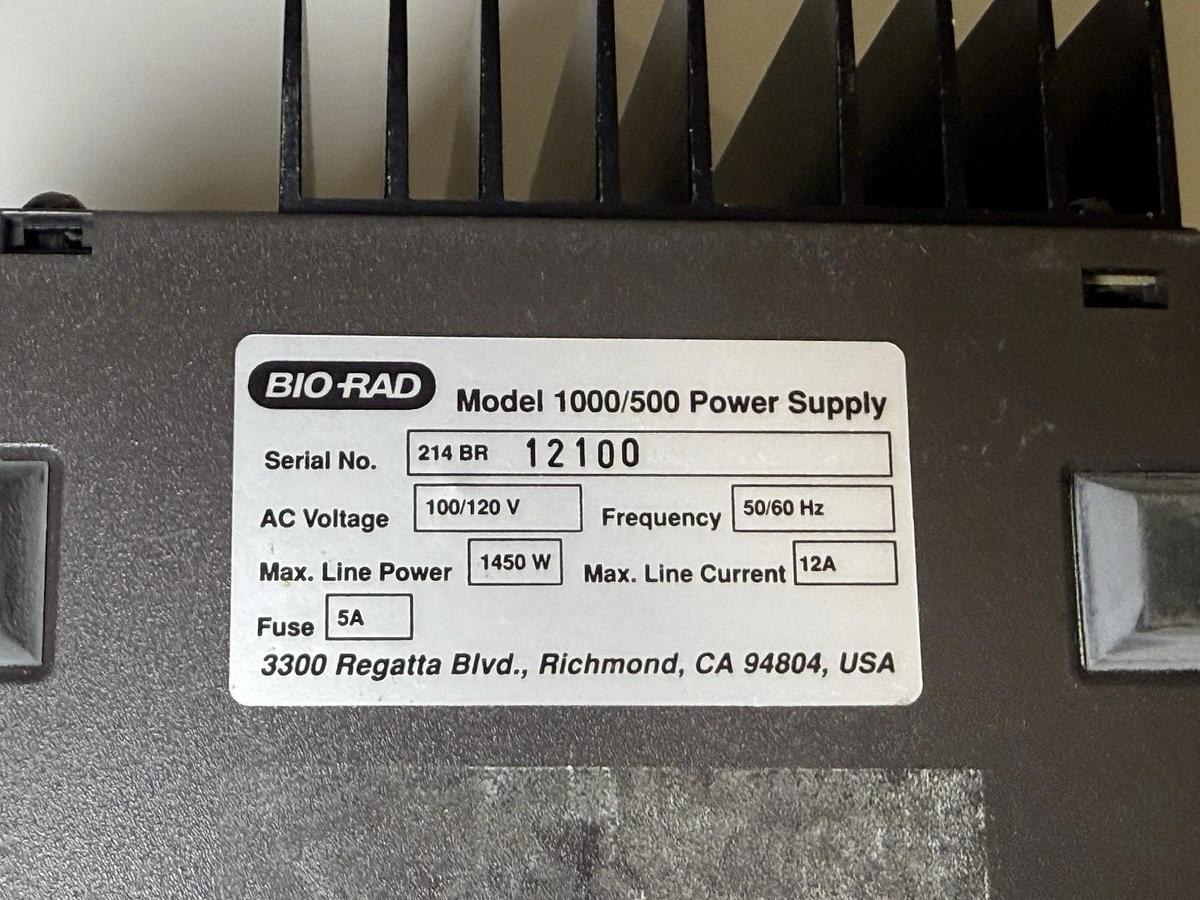 BIO-RAD Model 1000/500 Power Supply
Serial No. 214 BR 12100
AC Voltage 100/120 V Frequency 50/60 Hz
Max. Line Power 1450 W Max. Line Current 12A
Fuse 5A
3300 Regatta Blvd., Richmond, CA 94804, USA